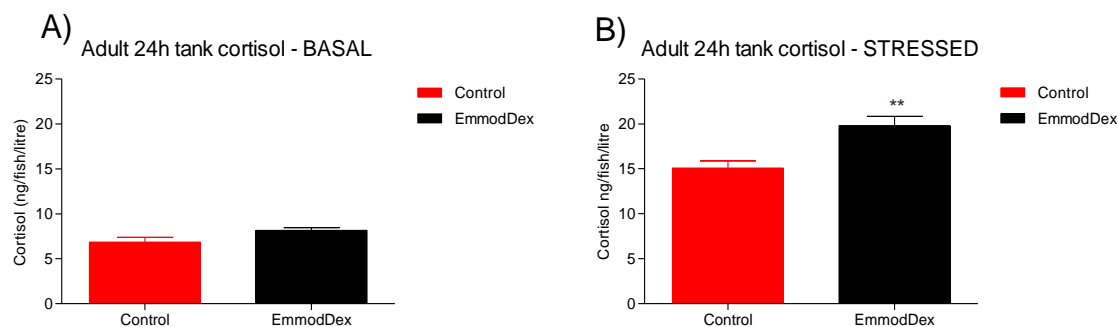 A)
Adult 24h tank cortisol - BASAL
25
20
15
10
5
0
Cortisol (ng/fish/litre)
Control
EmmodDex
Control
EmmodDex
B)
Adult 24h tank cortisol - STRESSED
25
20
15
10
5
0
Cortisol ng/fish/litre)
**
Control
EmmodDex
Control
EmmodDex